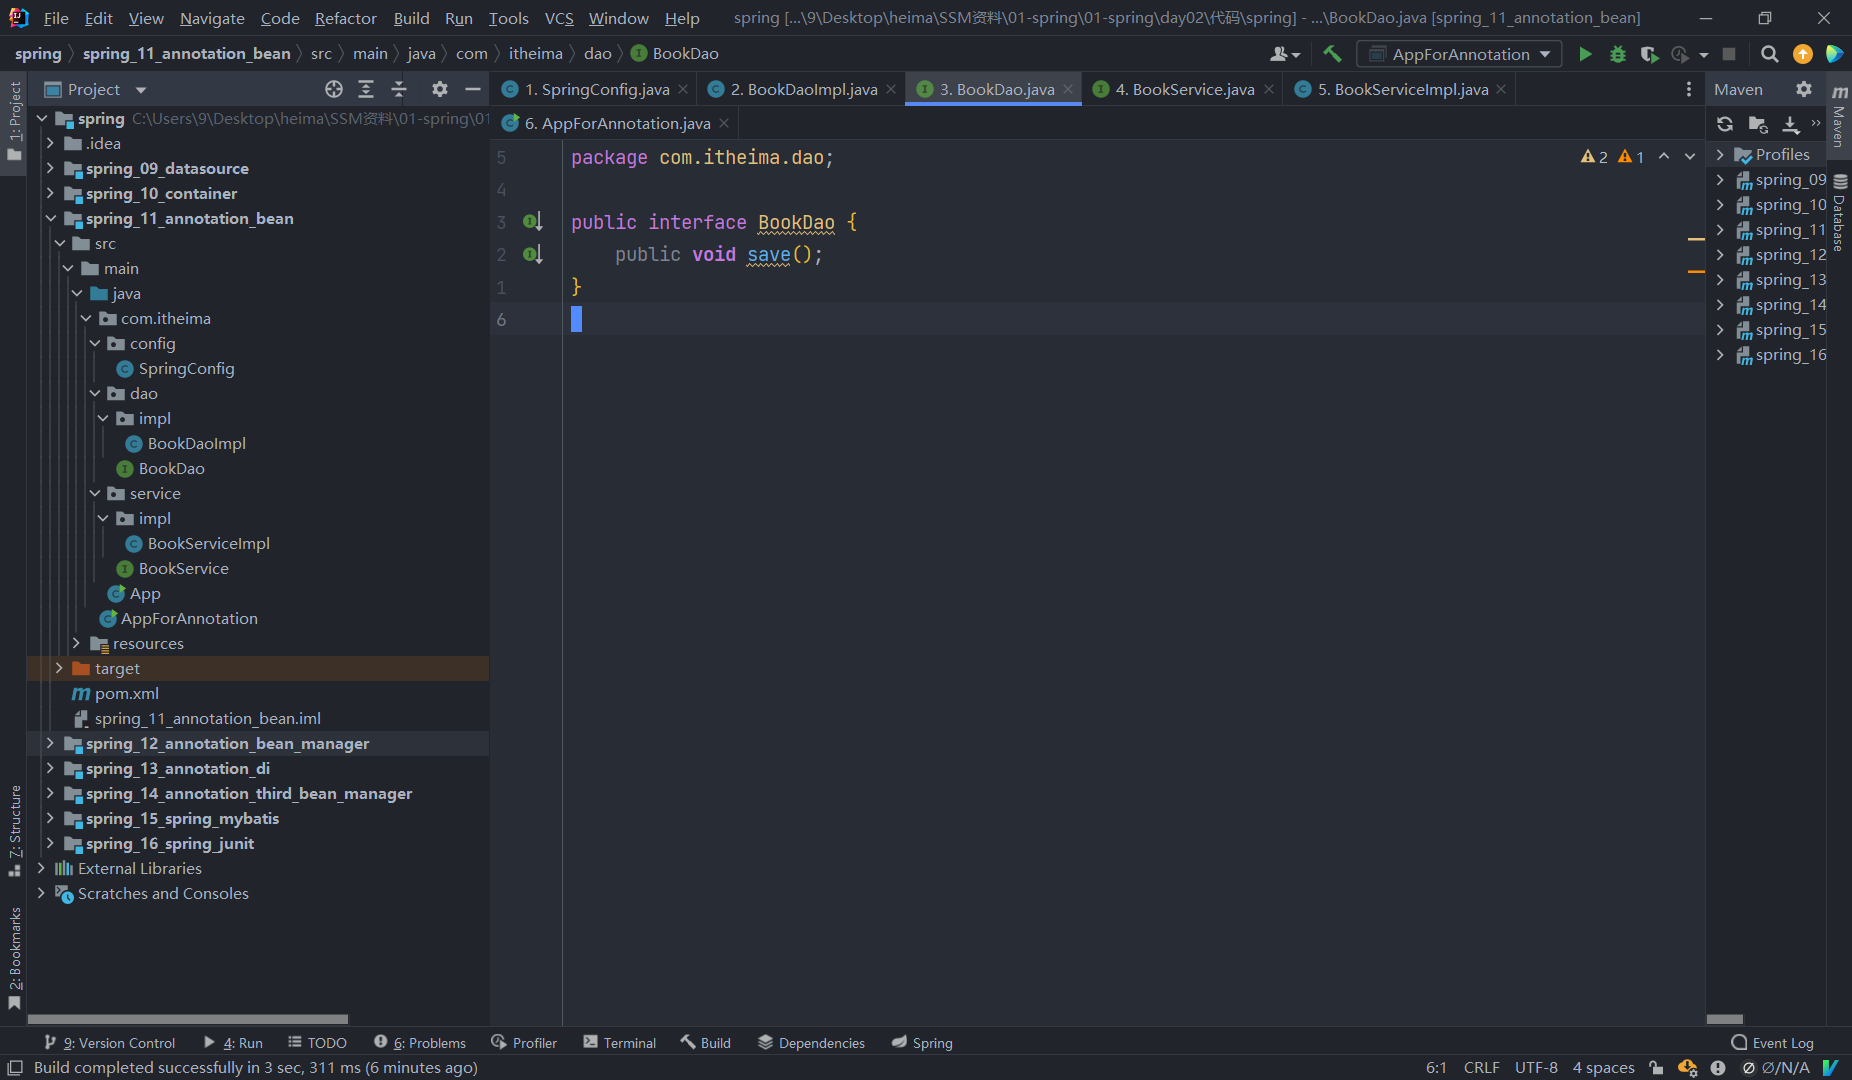 File Edit View Navigate Code Refactor Build Run Tools VCS Window Help spring [...\9\Desktop\heima\SSM资料\01-spring\01-spring\day02\代码\spring] - ...\BookDao.java [spring_11_annotation_bean]
spring spring_11_annotation_bean src main java com itheima dao BookDao
AppForAnnotation
1: Project
Project
1. SpringConfig.java
2. BookDaoImpl.java
3. BookDao.java
4. BookService.java
5. BookServiceImpl.java
6. AppForAnnotation.java
spring C:\Users\9\Desktop\heima\SSM资料\01-spring\01
.idea
spring_09_datasource
spring_10_container
spring_11_annotation_bean
src
main
java
com.itheima
config
SpringConfig
dao
impl
BookDaoImpl
BookDao
service
impl
BookServiceImpl
BookService
App
AppForAnnotation
resources
target
pom.xml
spring_11_annotation_bean.iml
spring_12_annotation_bean_manager
spring_13_annotation_di
spring_14_annotation_third_bean_manager
spring_15_spring_mybatis
spring_16_spring_junit
External Libraries
Scratches and Consoles
7: Structure
2: Bookmarks
5 package com.itheima.dao;
4
3 public interface BookDao {
2 public void save();
1 }
6
2 1
Maven
Profiles
spring_09
spring_10
spring_11
spring_12
spring_13
spring_14
spring_15
spring_16
Maven
Database
9: Version Control 4: Run TODO 6: Problems Profiler Terminal Build Dependencies Spring Event Log
Build completed successfully in 3 sec, 311 ms (6 minutes ago) 6:1 CRLF UTF-8 4 spaces Ø/N/A